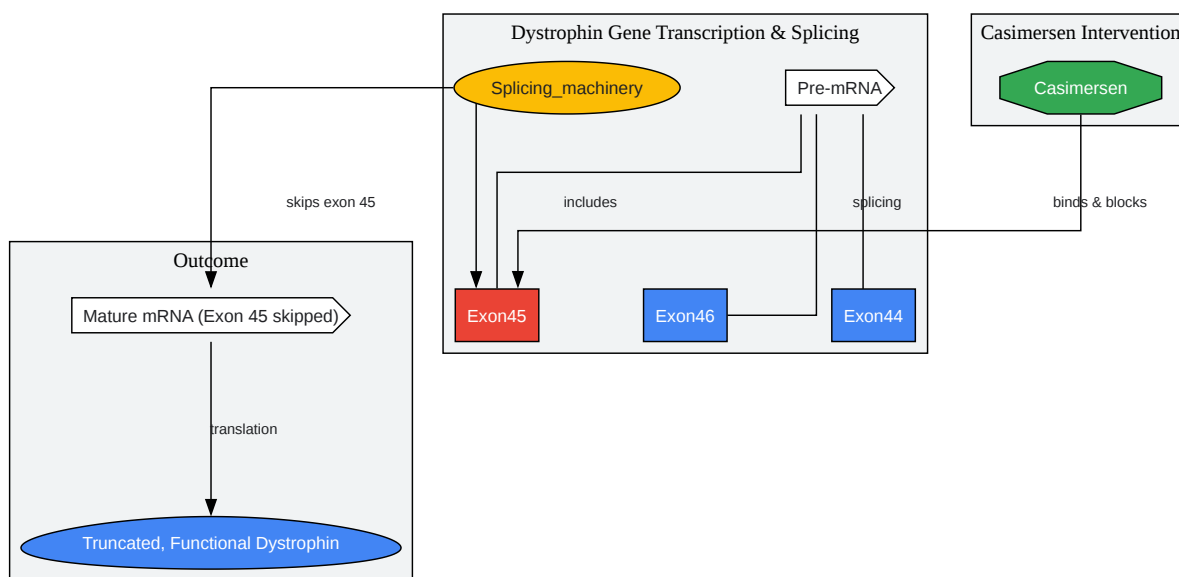 Dystrophin Gene Transcription & Splicing
Casimersen Intervention
Splicing_machinery
Pre-mRNA
Casimersen
skips exon 45
includes
splicing
binds & blocks
Outcome
Mature mRNA (Exon 45 skipped)
Exon45
Exon46
Exon44
translation
Truncated, Functional Dystrophin